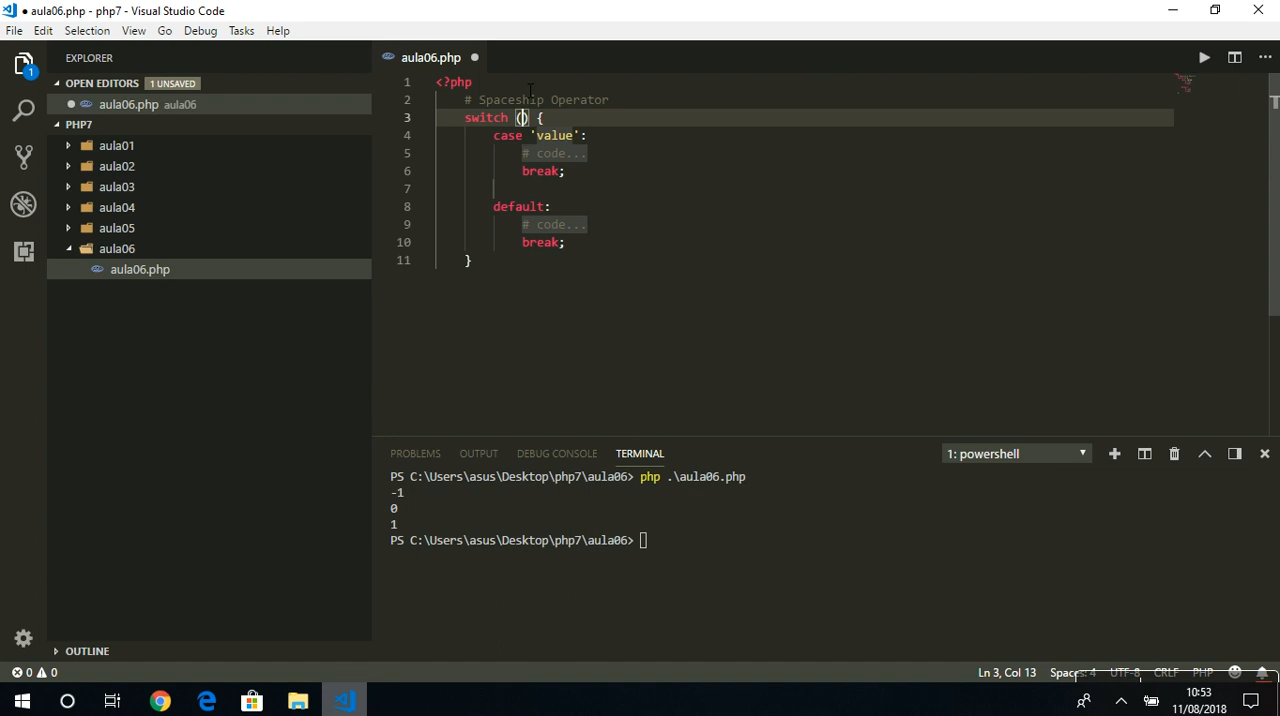 ● aula06.php - php7 - Visual Studio Code
File Edit Selection View Go Debug Tasks Help
EXPLORER
aula06.php ●
OPEN EDITORS 1 UNSAVED
● aula06.php aula06
PHP7
aula01
aula02
aula03
aula04
aula05
aula06
aula06.php
OUTLINE
1
1 <?php
2 # Spaceship Operator
3 switch () {
4 case 'value':
5 # code...
6 break;
7
8 default:
9 # code...
10 break;
11 }
PROBLEMS OUTPUT DEBUG CONSOLE TERMINAL
1: powershell
PS C:\Users\asus\Desktop\php7\aula06> php .\aula06.php
-1
0
1
PS C:\Users\asus\Desktop\php7\aula06>
0 0
Ln 3, Col 13 Spaces: 4 UTF-8 CRLF PHP
10:53
11/08/2018